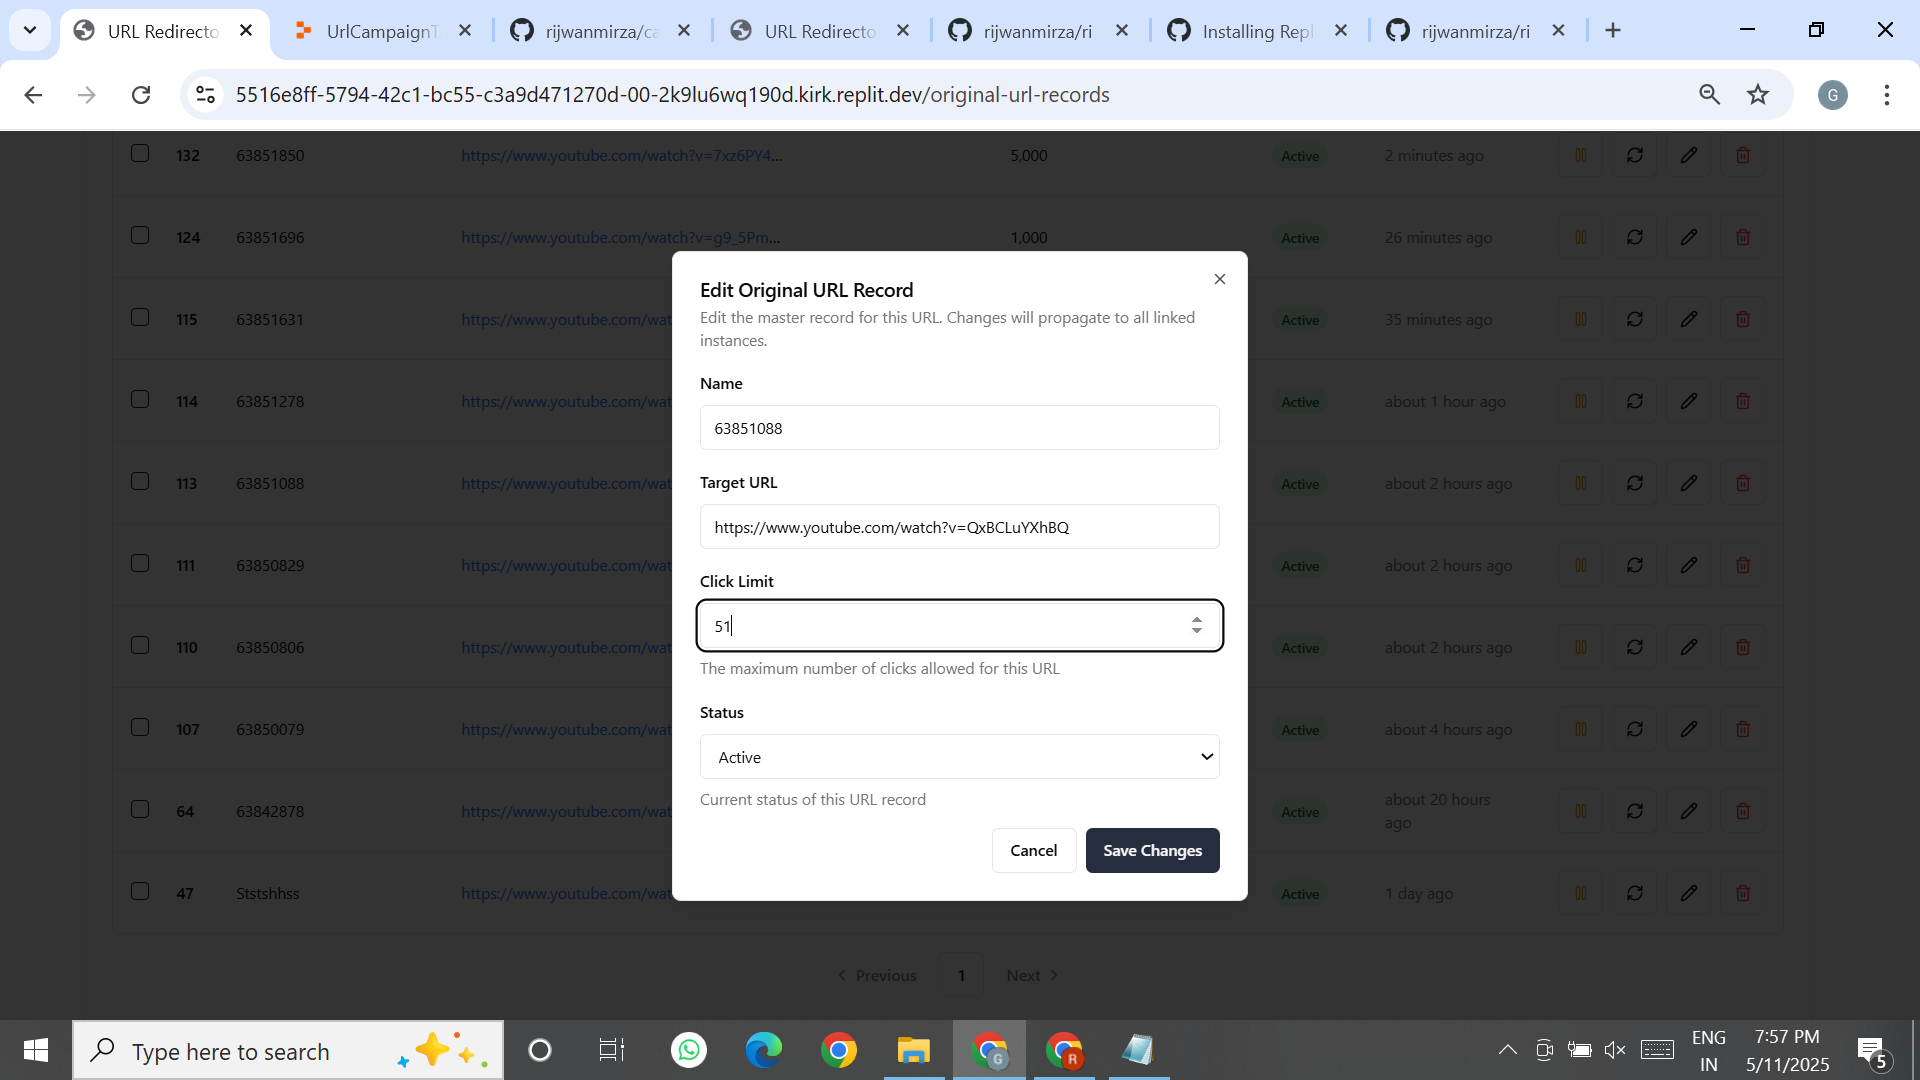 URL Redirecto
UrlCampaignT
rijwanmirza/ca
URL Redirecto
rijwanmirza/ri
Installing Repl
rijwanmirza/ri
5516e8ff-5794-42c1-bc55-c3a9d471270d-00-2k9lu6wq190d.kirk.replit.dev/original-url-records
G
132 63851850 https://www.youtube.com/watch?v=7xz6PY4... 5,000 Active 2 minutes ago
124 63851696 https://www.youtube.com/watch?v=g9_5Pm... 1,000 Active 26 minutes ago
115 63851631 https://www.youtube.com/wat Active 35 minutes ago
114 63851278 https://www.youtube.com/wat Active about 1 hour ago
113 63851088 https://www.youtube.com/wat Active about 2 hours ago
111 63850829 https://www.youtube.com/wat Active about 2 hours ago
110 63850806 https://www.youtube.com/wat Active about 2 hours ago
107 63850079 https://www.youtube.com/wat Active about 4 hours ago
64 63842878 https://www.youtube.com/wat Active about 20 hours
ago
47 Ststshhss https://www.youtube.com/wat Active 1 day ago
Previous 1 Next
Edit Original URL Record
Edit the master record for this URL. Changes will propagate to all linked
instances.
Name
63851088
Target URL
https://www.youtube.com/watch?v=QxBCLuYXhBQ
Click Limit
51
The maximum number of clicks allowed for this URL
Status
Active
Current status of this URL record
Cancel
Save Changes
Type here to search
G
R
ENG
IN
7:57 PM
5/11/2025
5